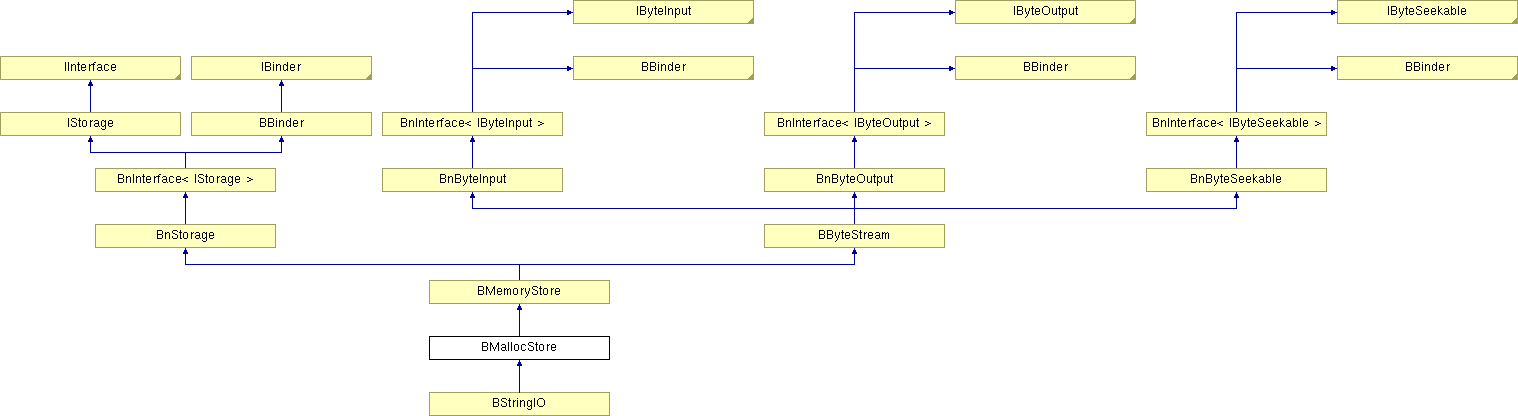 IByteInput
IByteOutput
IByteSeekable
IInterface
IBinder
BBinder
BBinder
BBinder
IStorage
BBinder
BnInterface< IByteInput >
BnInterface< IByteOutput >
BnInterface< IByteSeekable >
BnInterface< IStorage >
BnByteInput
BnByteOutput
BnByteSeekable
BnStorage
BByteStream
BMemoryStore
BMallocStore
BStringIO